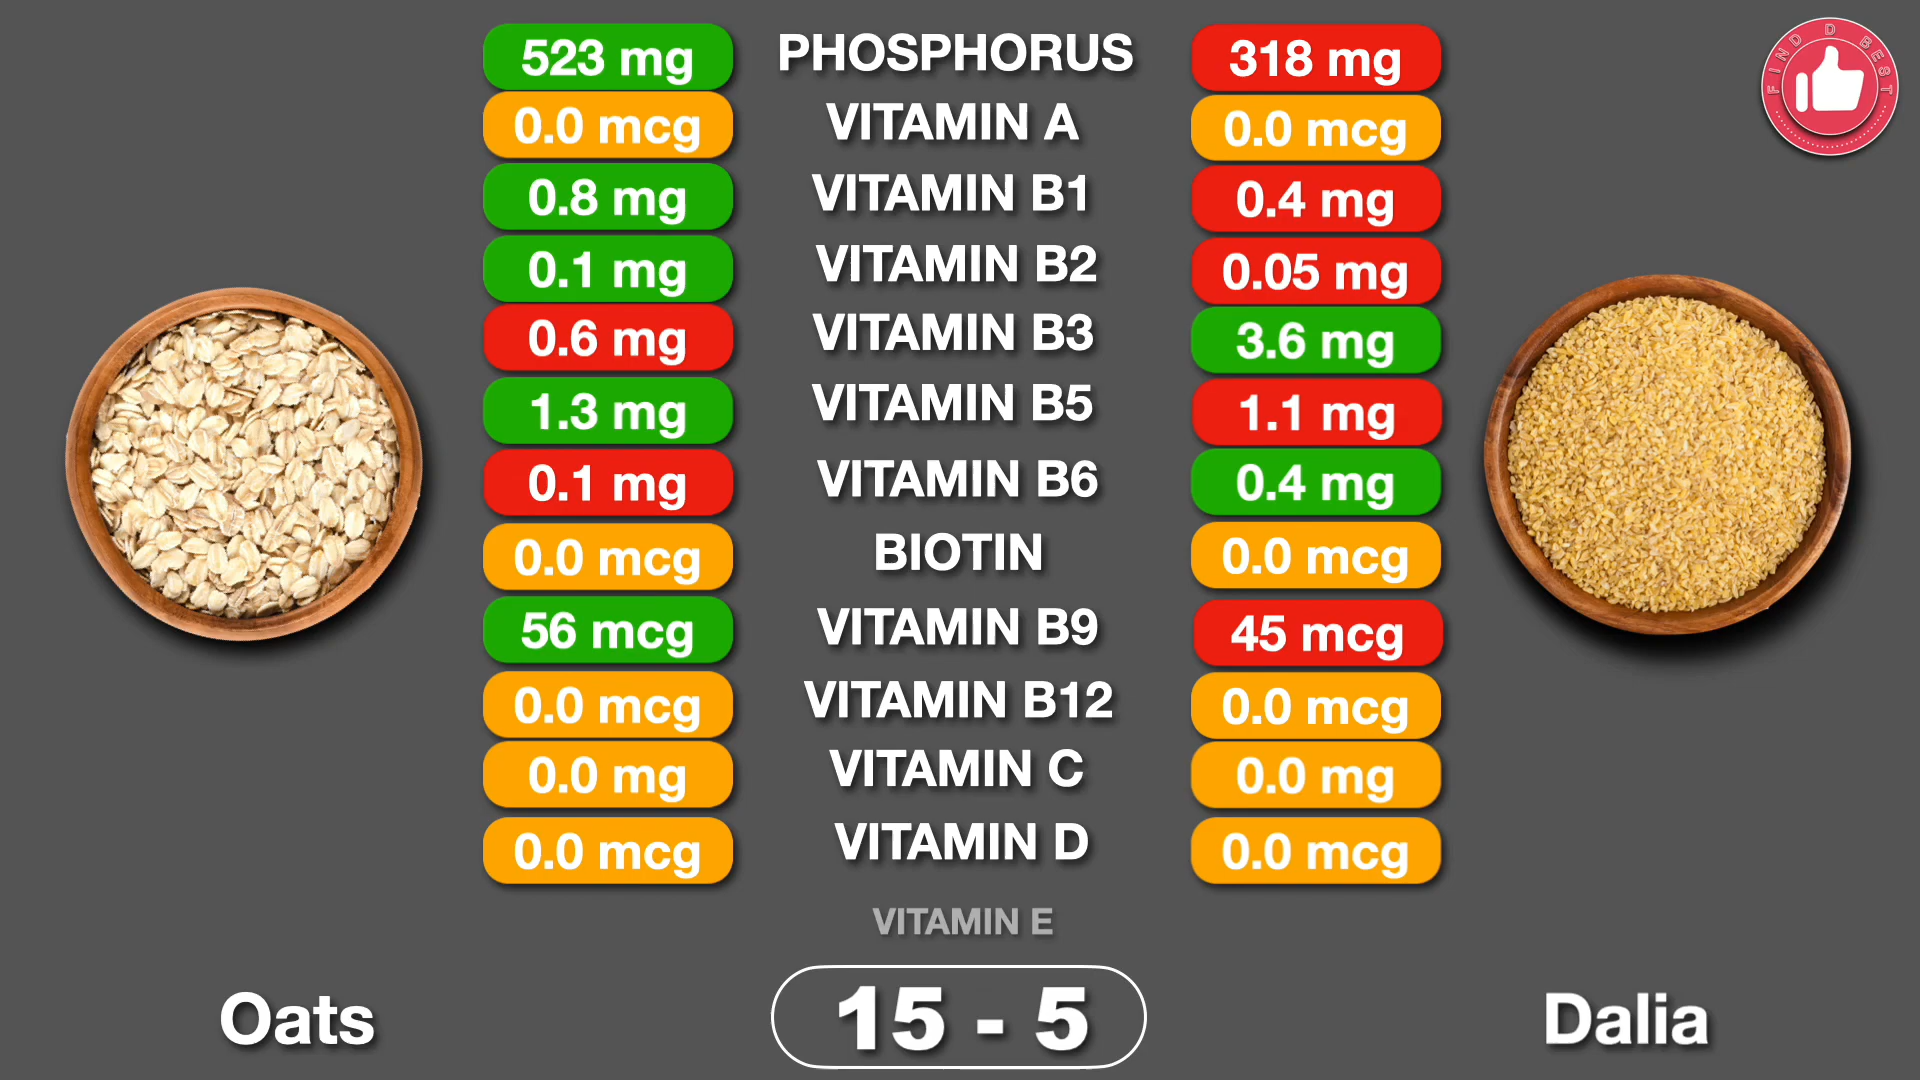 523 mg PHOSPHORUS 318 mg
0.0 mcg VITAMIN A 0.0 mcg
0.8 mg VITAMIN B1 0.4 mg
0.1 mg VITAMIN B2 0.05 mg
0.6 mg VITAMIN B3 3.6 mg
1.3 mg VITAMIN B5 1.1 mg
0.1 mg VITAMIN B6 0.4 mg
0.0 mcg BIOTIN 0.0 mcg
56 mcg VITAMIN B9 45 mcg
0.0 mcg VITAMIN B12 0.0 mcg
0.0 mg VITAMIN C 0.0 mg
0.0 mcg VITAMIN D 0.0 mcg
VITAMIN E
Oats 15 - 5 Dalia
FIND D BEST